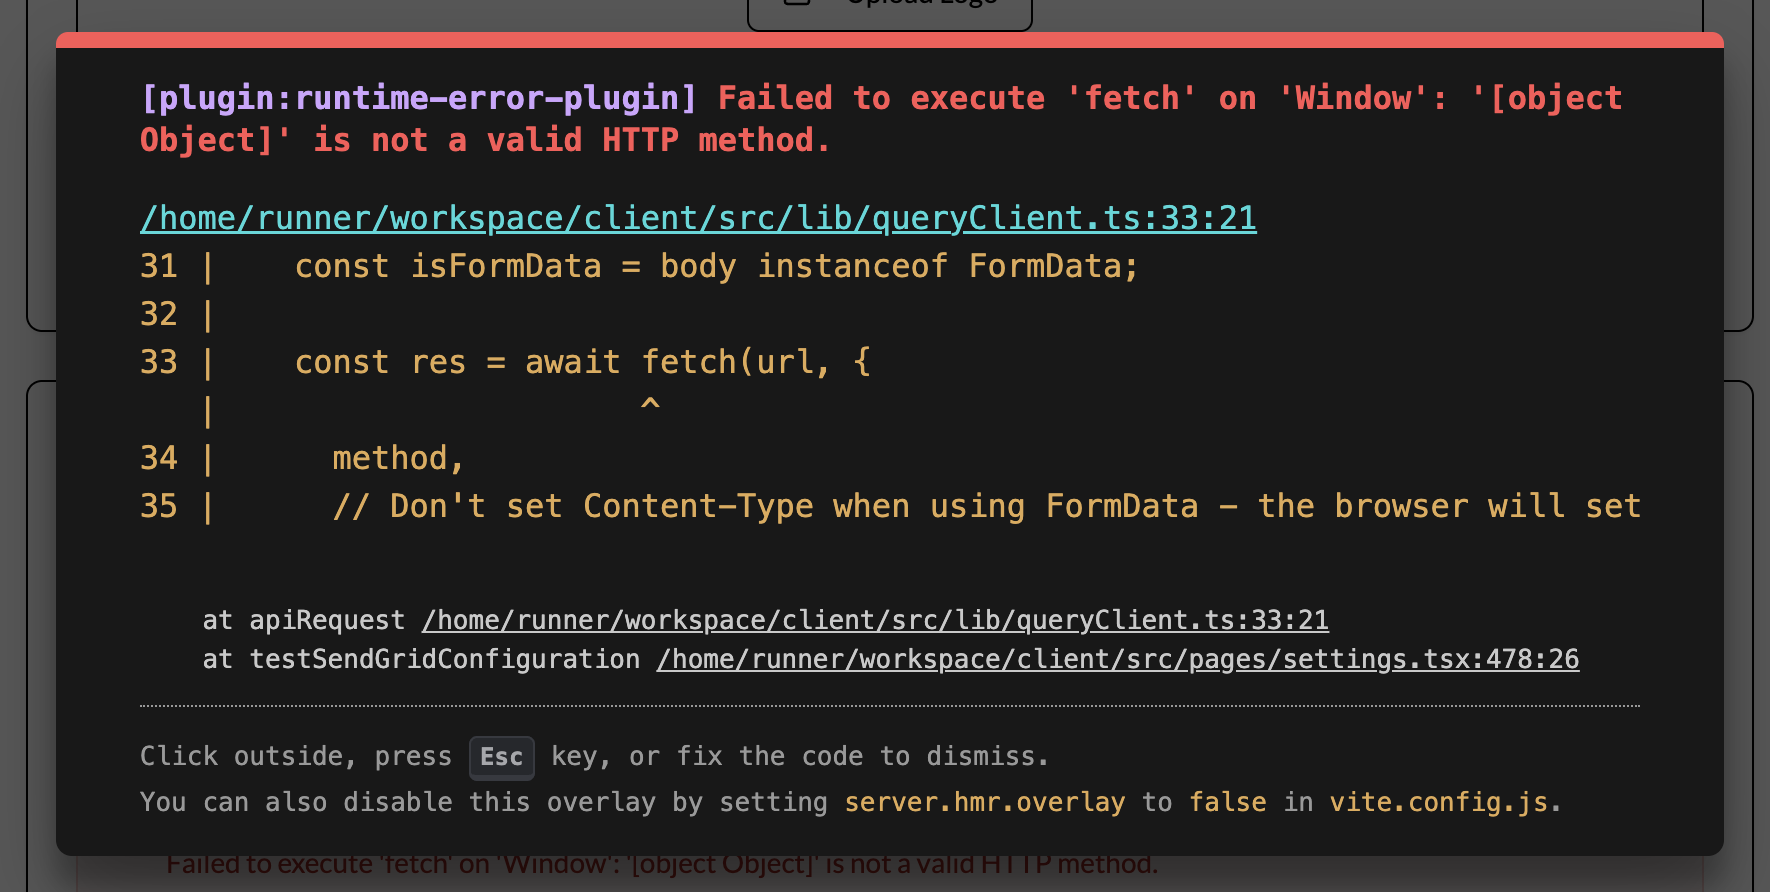 Upload Logo
[plugin:runtime-error-plugin] Failed to execute 'fetch' on 'Window': '[object
Object]' is not a valid HTTP method.
/home/runner/workspace/client/src/lib/queryClient.ts:33:21
31 |    const isFormData = body instanceof FormData;
32 |
33 |    const res = await fetch(url, {
   |                      ^
34 |      method,
35 |      // Don't set Content-Type when using FormData - the browser will set
at apiRequest /home/runner/workspace/client/src/lib/queryClient.ts:33:21
at testSendGridConfiguration /home/runner/workspace/client/src/pages/settings.tsx:478:26
Click outside, press Esc key, or fix the code to dismiss.
You can also disable this overlay by setting server.hmr.overlay to false in vite.config.js.
Failed to execute 'fetch' on 'Window': '[object Object]' is not a valid HTTP method.